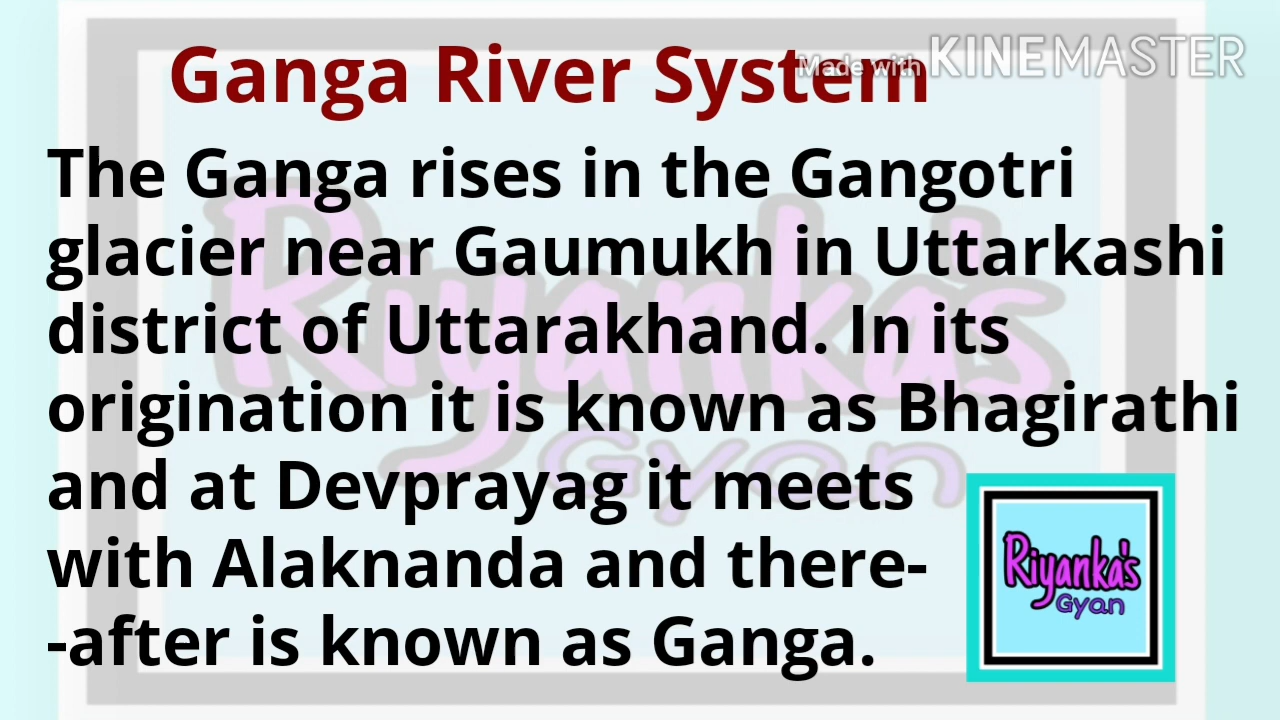 Ganga River System
Made with KINEMASTER
The Ganga rises in the Gangotri
glacier near Gaumukh in Uttarkashi
district of Uttarakhand. In its
origination it is known as Bhagirathi
and at Devprayag it meets
with Alaknanda and there-
-after is known as Ganga.
Riyanka's
Gyan
Riyanka's
Gyan